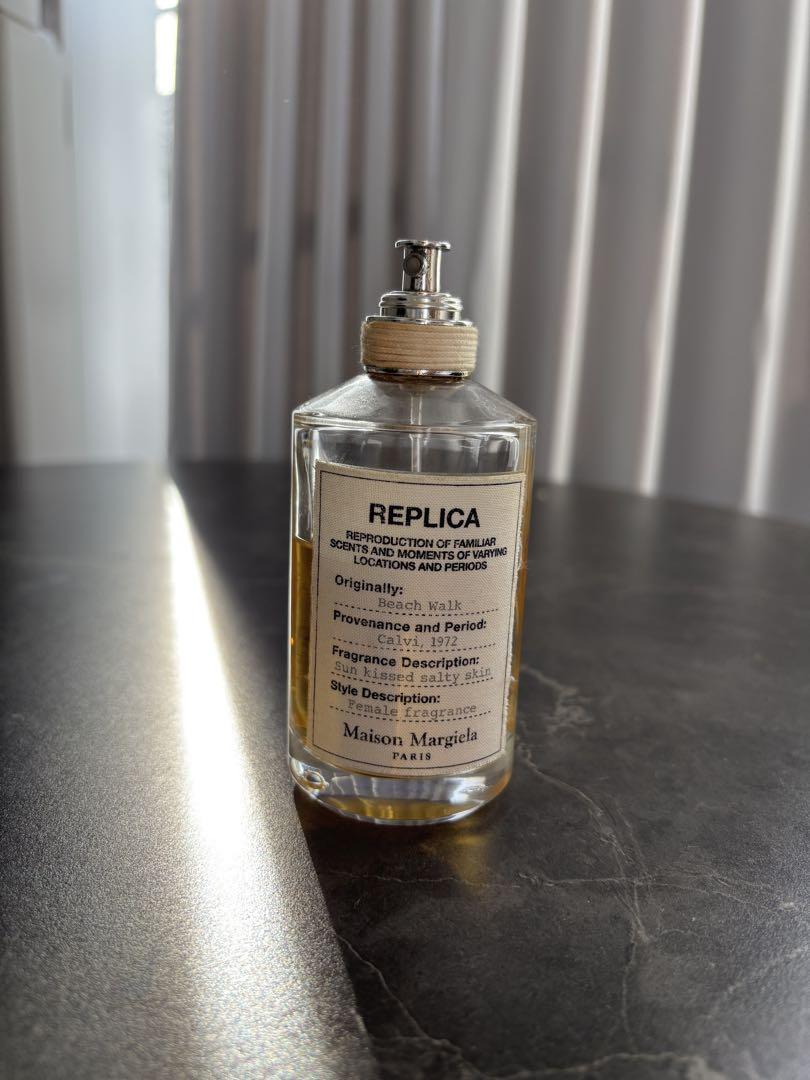 REPLICA
REPRODUCTION OF FAMILIAR
SCENTS AND MOMENTS OF VARYING
LOCATIONS AND PERIODS
Originally:
Beach Walk
Provenance and Period:
Calvi, 1972
Fragrance Description:
Sun kissed salty skin
Style Description:
Female fragrance
Maison Margiela
PARIS